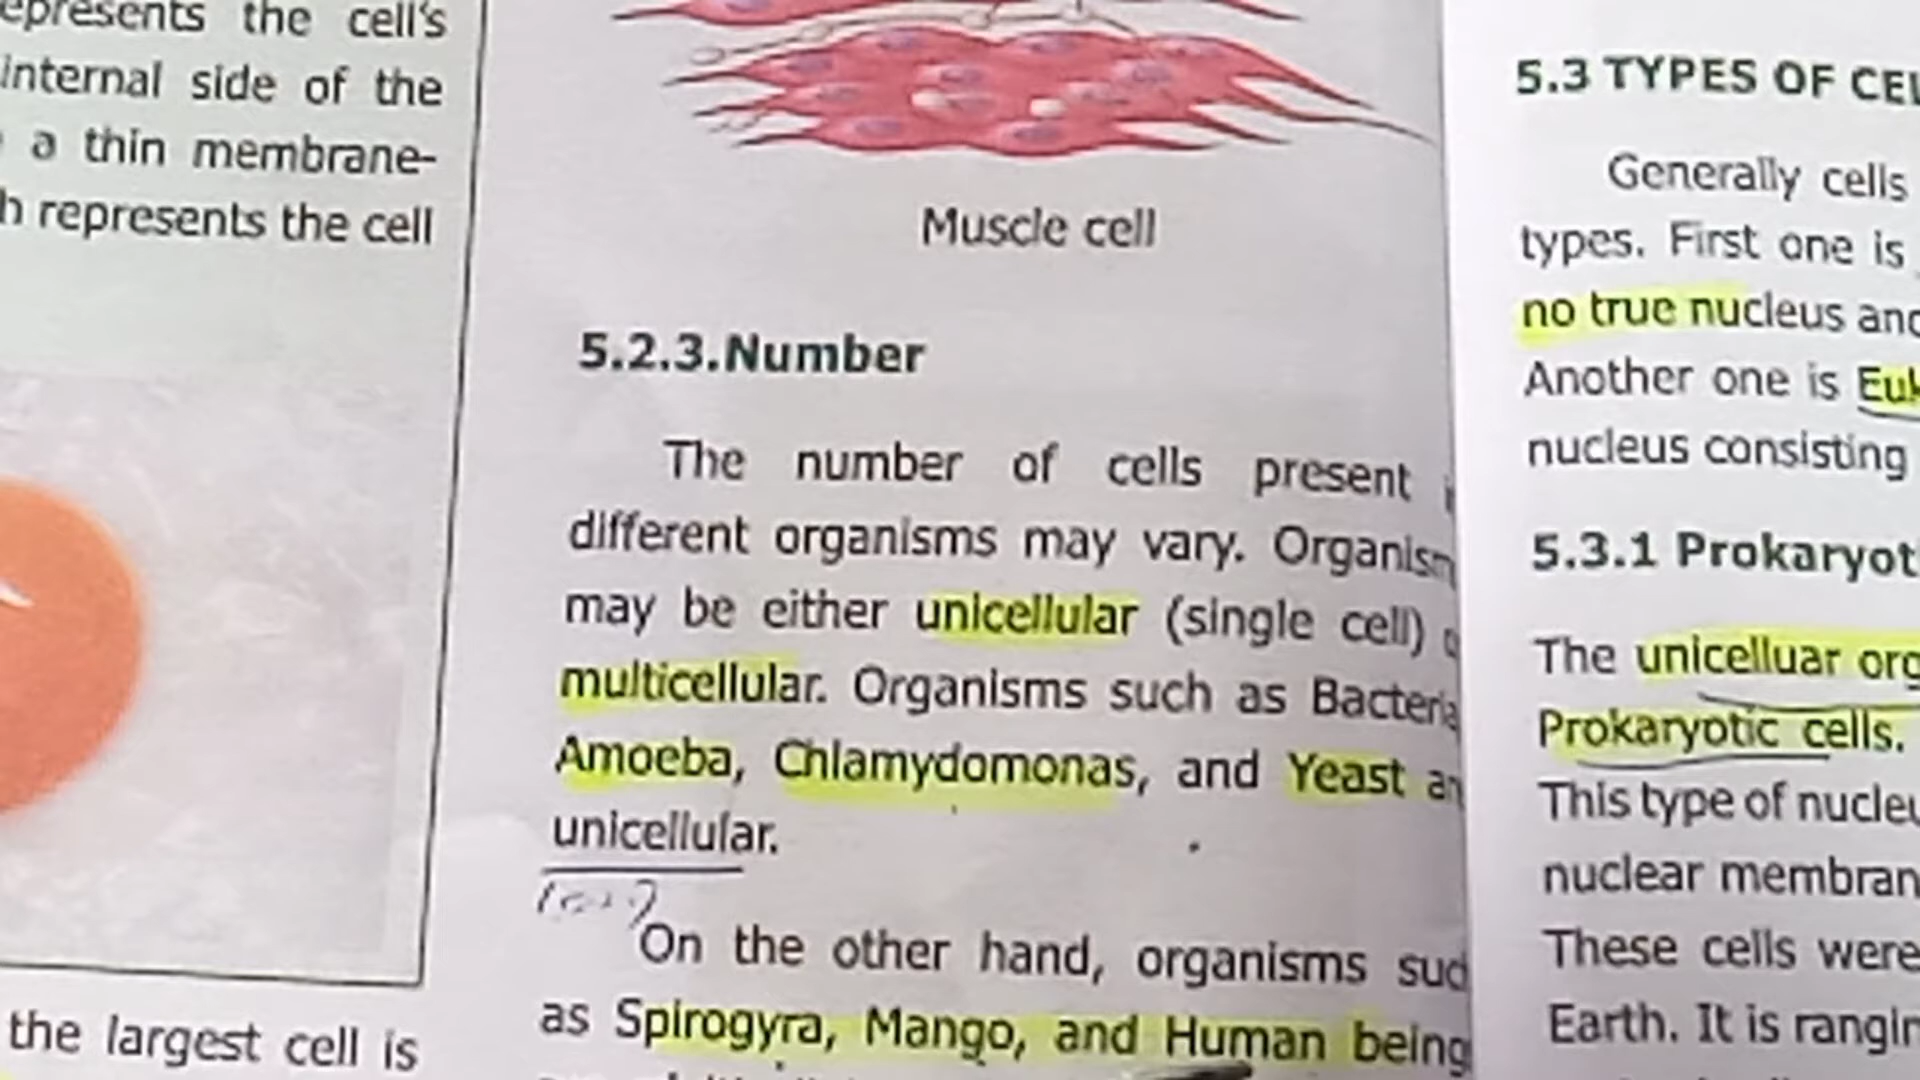 epresents the cell's
internal side of the
a thin membrane-
h represents the cell
the largest cell is
Muscle cell
5.2.3.Number
The number of cells present i
different organisms may vary. Organism
may be either unicellular (single cell) o
multicellular. Organisms such as Bacteria
Amoeba, Chlamydomonas, and Yeast ar
unicellular.
On the other hand, organisms suc
as Spirogyra, Mango, and Human being
5.3 TYPES OF CEL
Generally cells
types. First one is
no true nucleus and
Another one is Euk
nucleus consisting
5.3.1 Prokaryot
The unicelluar org
Prokaryotic cells.
This type of nucleu
nuclear membran
These cells were
Earth. It is rangin